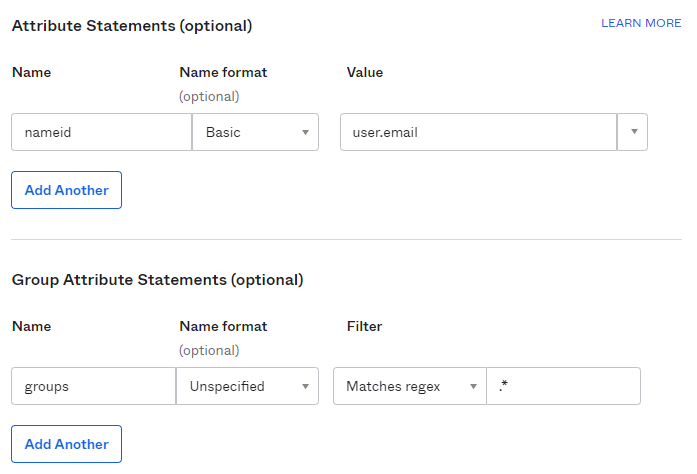 Attribute Statements (optional) LEARN MORE
Name Name format Value
(optional)
nameid Basic user.email
Add Another
Group Attribute Statements (optional)
Name Name format Filter
(optional)
groups Unspecified Matches regex .*
Add Another